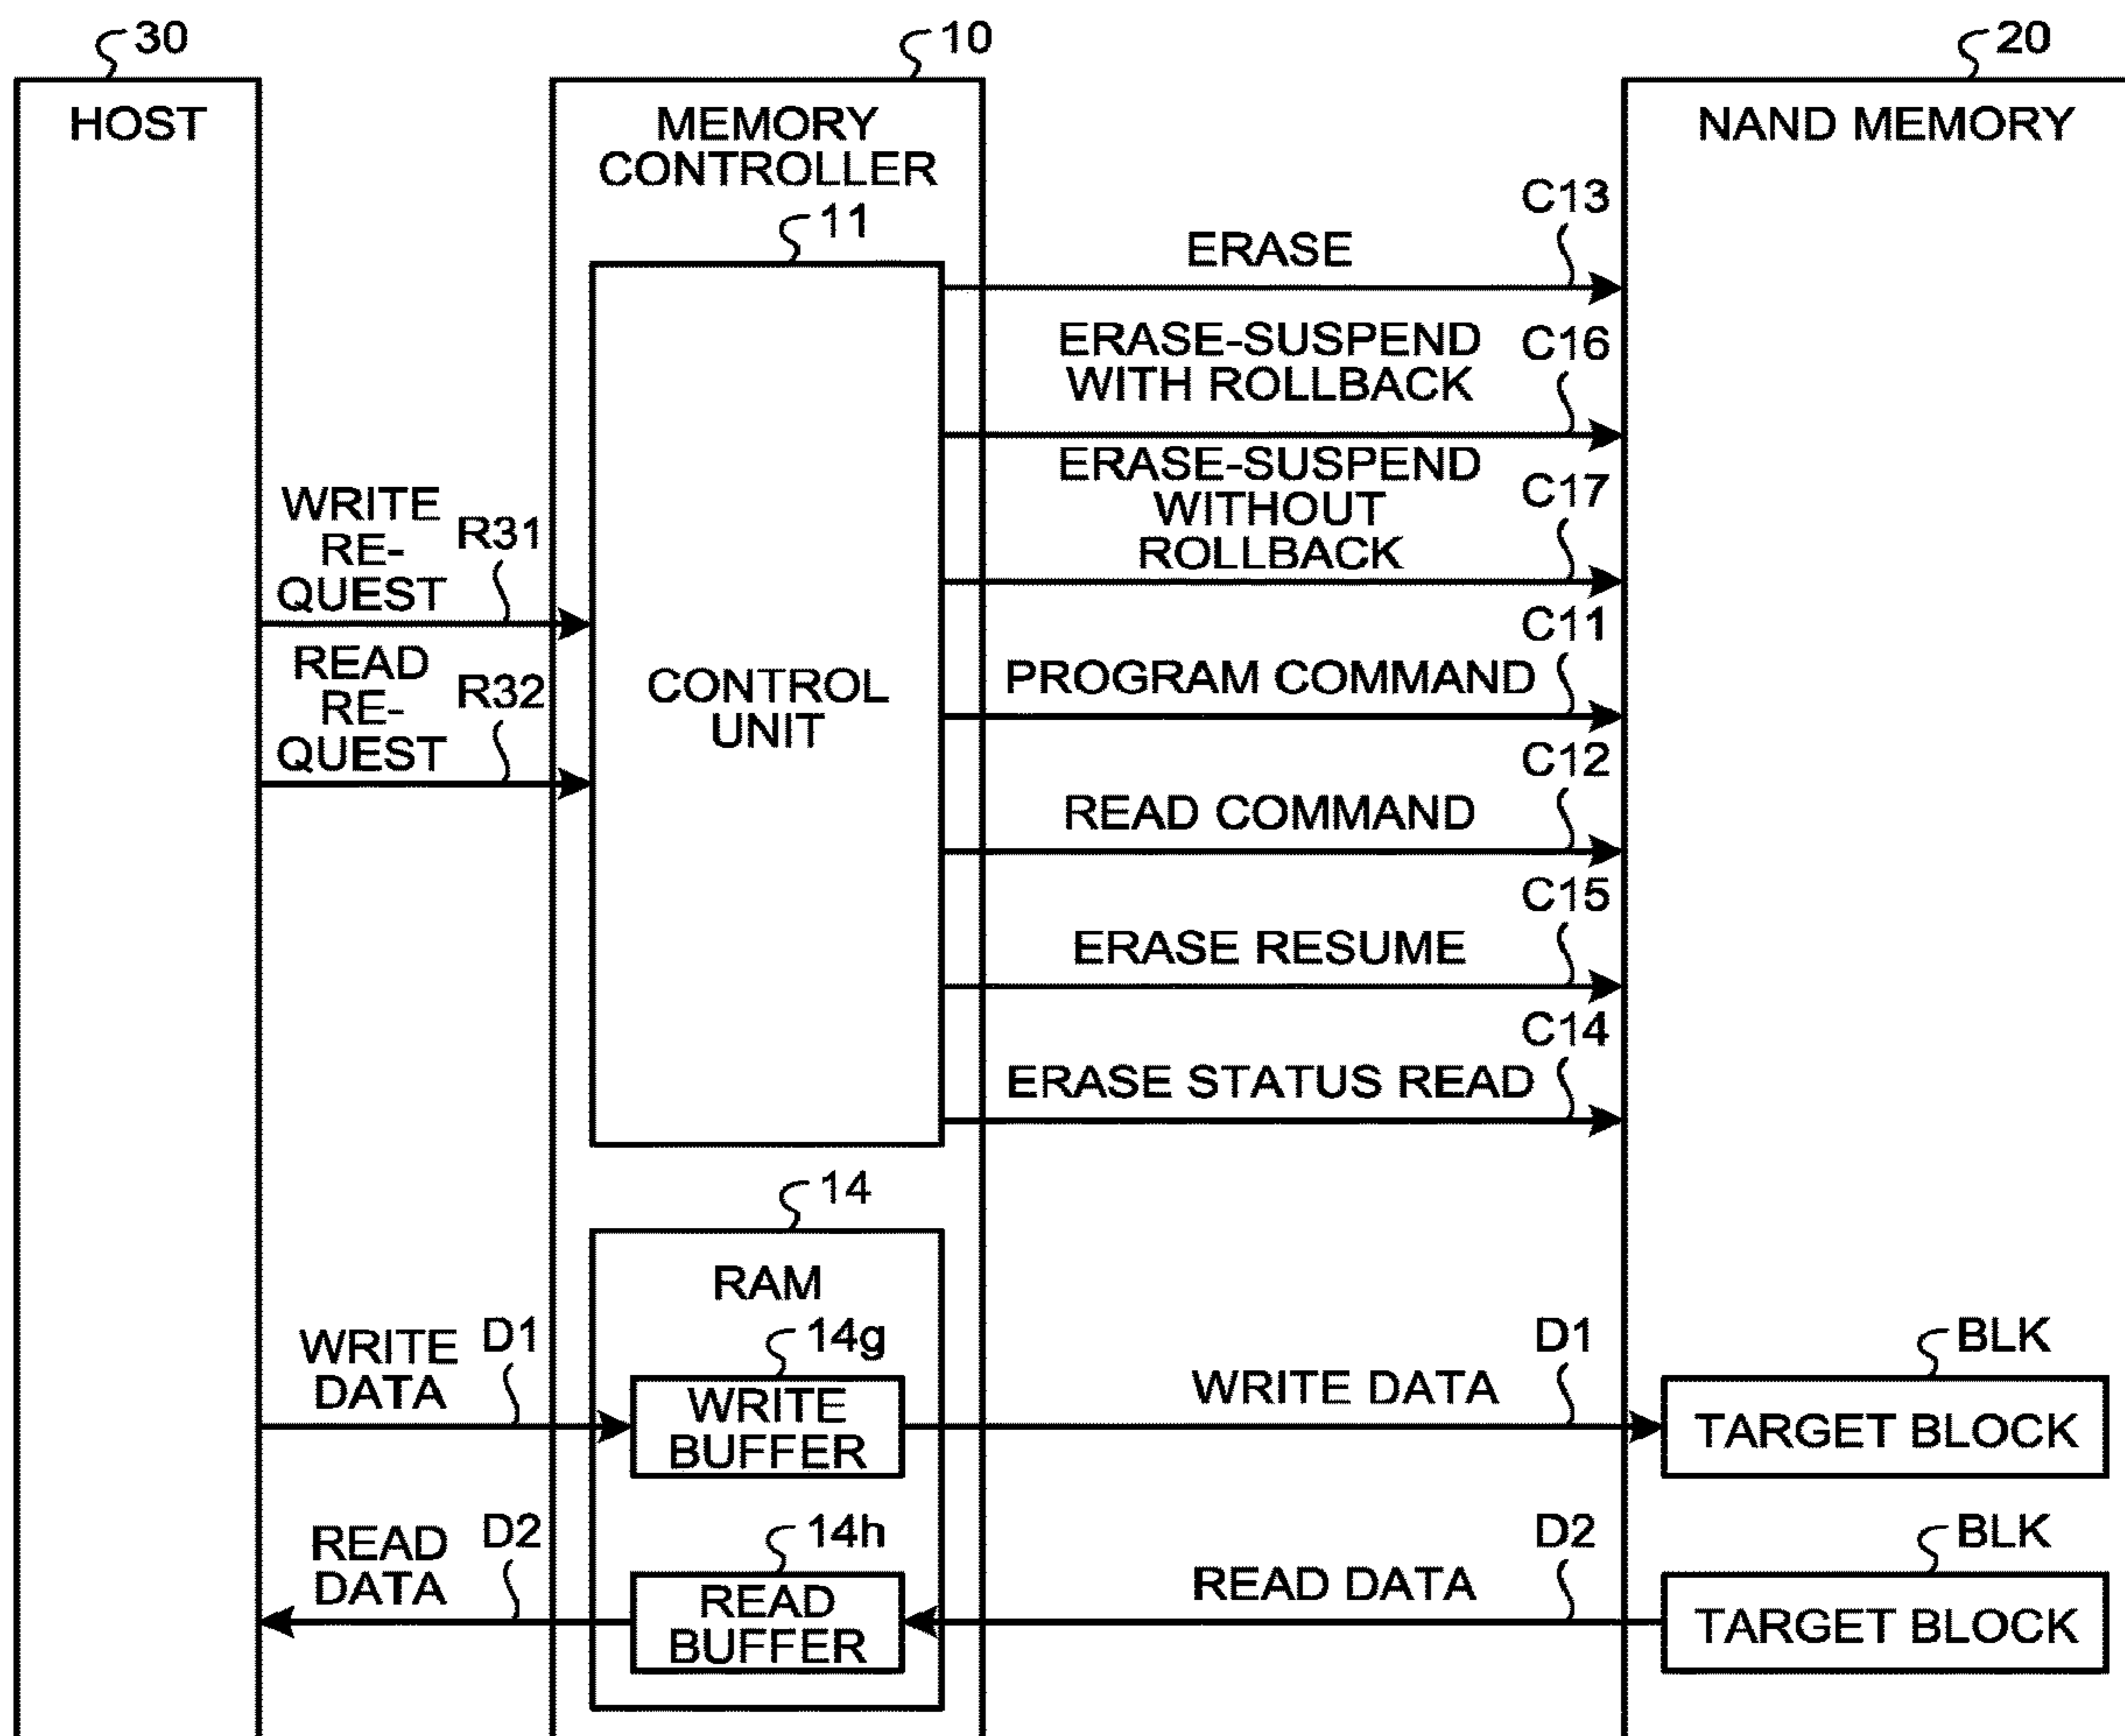 30
10
20
HOST
MEMORY
CONTROLLER
NAND MEMORY
11
CONTROL
UNIT
ERASE
C13
ERASE-SUSPEND
WITH ROLLBACK
C16
ERASE-SUSPEND
WITHOUT
ROLLBACK
C17
WRITE
RE-
QUEST
R31
READ
RE-
QUEST
R32
PROGRAM COMMAND
C11
READ COMMAND
C12
ERASE RESUME
C15
ERASE STATUS READ
C14
14
RAM
WRITE
DATA
D1
14g
WRITE
BUFFER
WRITE DATA
D1
BLK
TARGET BLOCK
READ
DATA
D2
14h
READ
BUFFER
READ DATA
D2
BLK
TARGET BLOCK